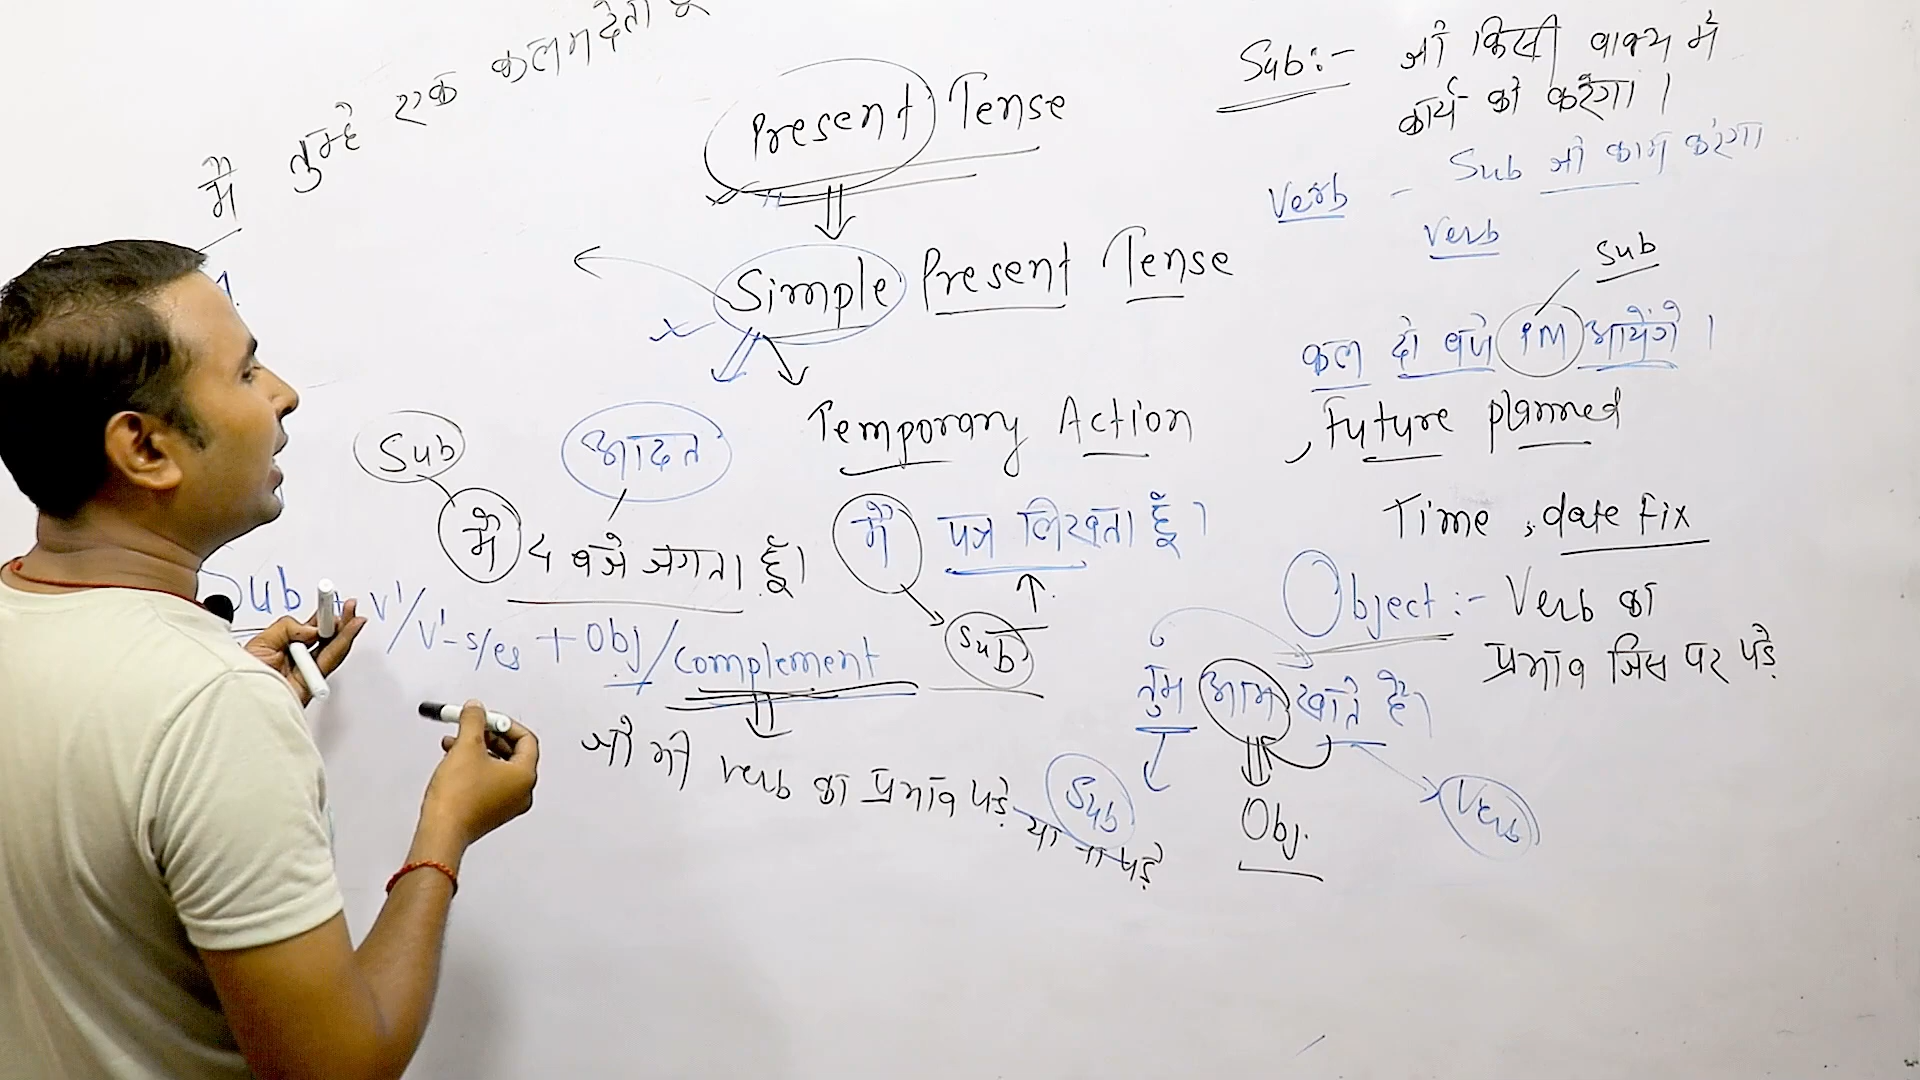 मैं तुम्हे एक कलम देता हूँ
Present Tense
Simple Present Tense
Temporary Action
Sub
आदत
मैं 4 बजे जगता हूँ।
Sub + V¹/V¹-s/es + Obj/Complement
जो भी verb का प्रभाव पड़े या ना पड़े
मैं पत्र लिखता हूँ।
Sub
Sub:- जो किसी वाक्य में
कार्य को करेगा।
Verb - Sub जो काम करेगा
Verb
Sub
कल दो बजे PM आयेंगे।
, Future planned
Time, date fix
Object:- Verb का
प्रभाव जिस पर पड़े
तुम आम खाते हो।
Sub
Obj.
Verb